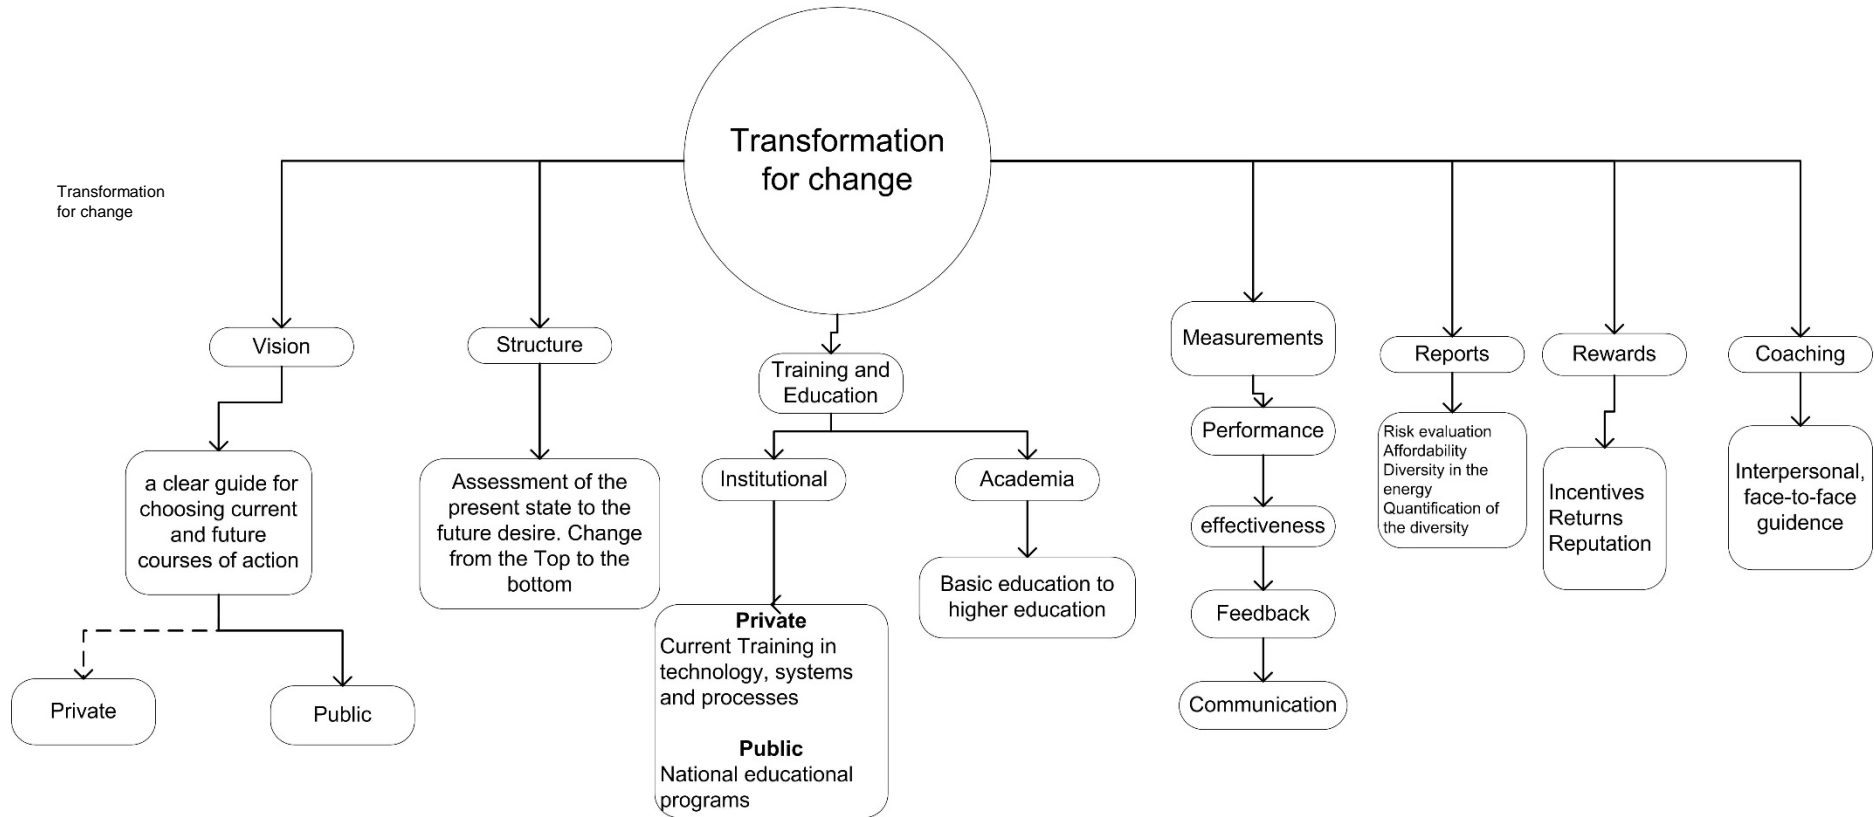 Transformation
for change
Transformation
for change
Vision
Structure
Training and
Education
Measurements
Reports
Rewards
Coaching
a clear guide for
choosing current
and future
courses of action
Private
Public
Assessment of the
present state to the
future desire. Change
from the Top to the
bottom
Institutional
Academia
Private
Current Training in
technology, systems
and processes
Public
National educational
programs
Basic education to
higher education
Performance
effectiveness
Feedback
Communication
Risk evaluation
Affordability
Diversity in the
energy
Quantification of
the diversity
Incentives
Returns
Reputation
Interpersonal,
face-to-face
guidence